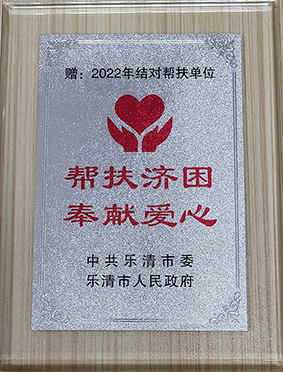 赠：2022年结对帮扶单位
帮扶济困
奉献爱心
中共乐清市委
乐清市人民政府